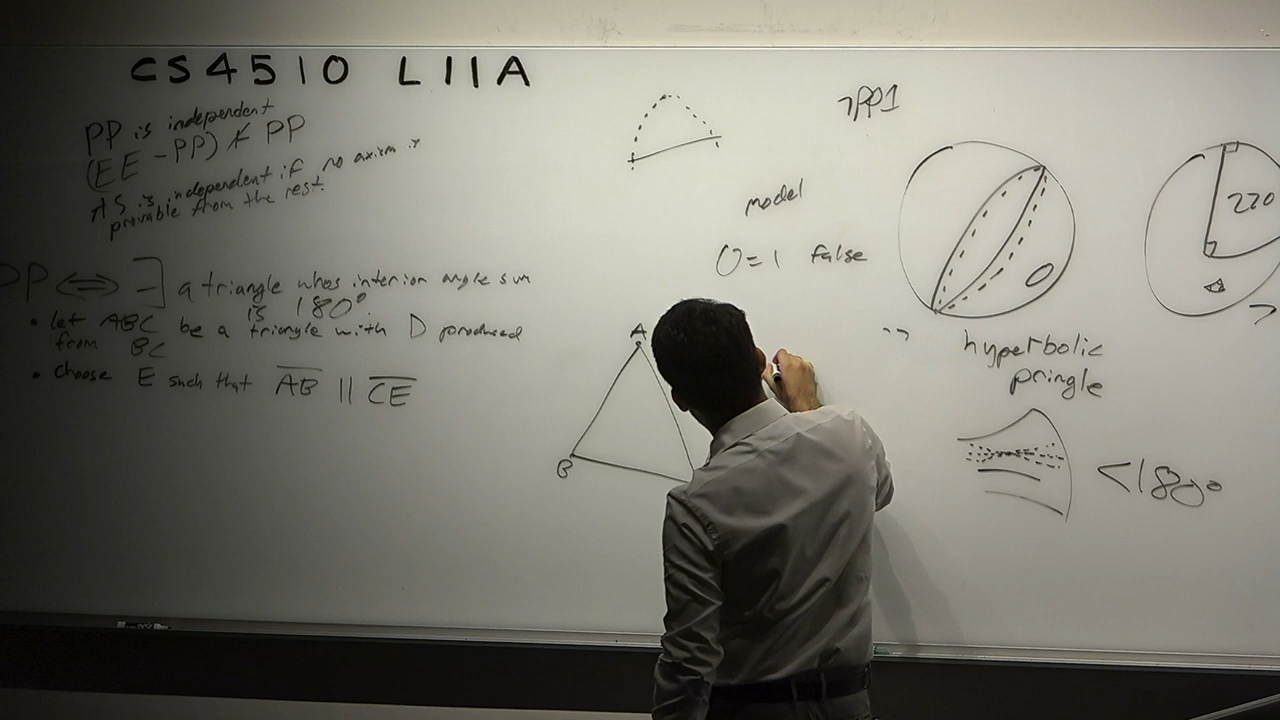 CS4510 L11A
PP is independent
(EE - PP) ⊬ PP
AS is independent if no axiom is
provable from the rest.
PP ⟺ ∃ a triangle whos interior angle sum
is 180°.
• let ABC be a triangle with D produced
from BC
• choose E such that AB || CE
¬PP1
model
0=1 false
A
B
hyperbolic
pringle
<180°
270
>